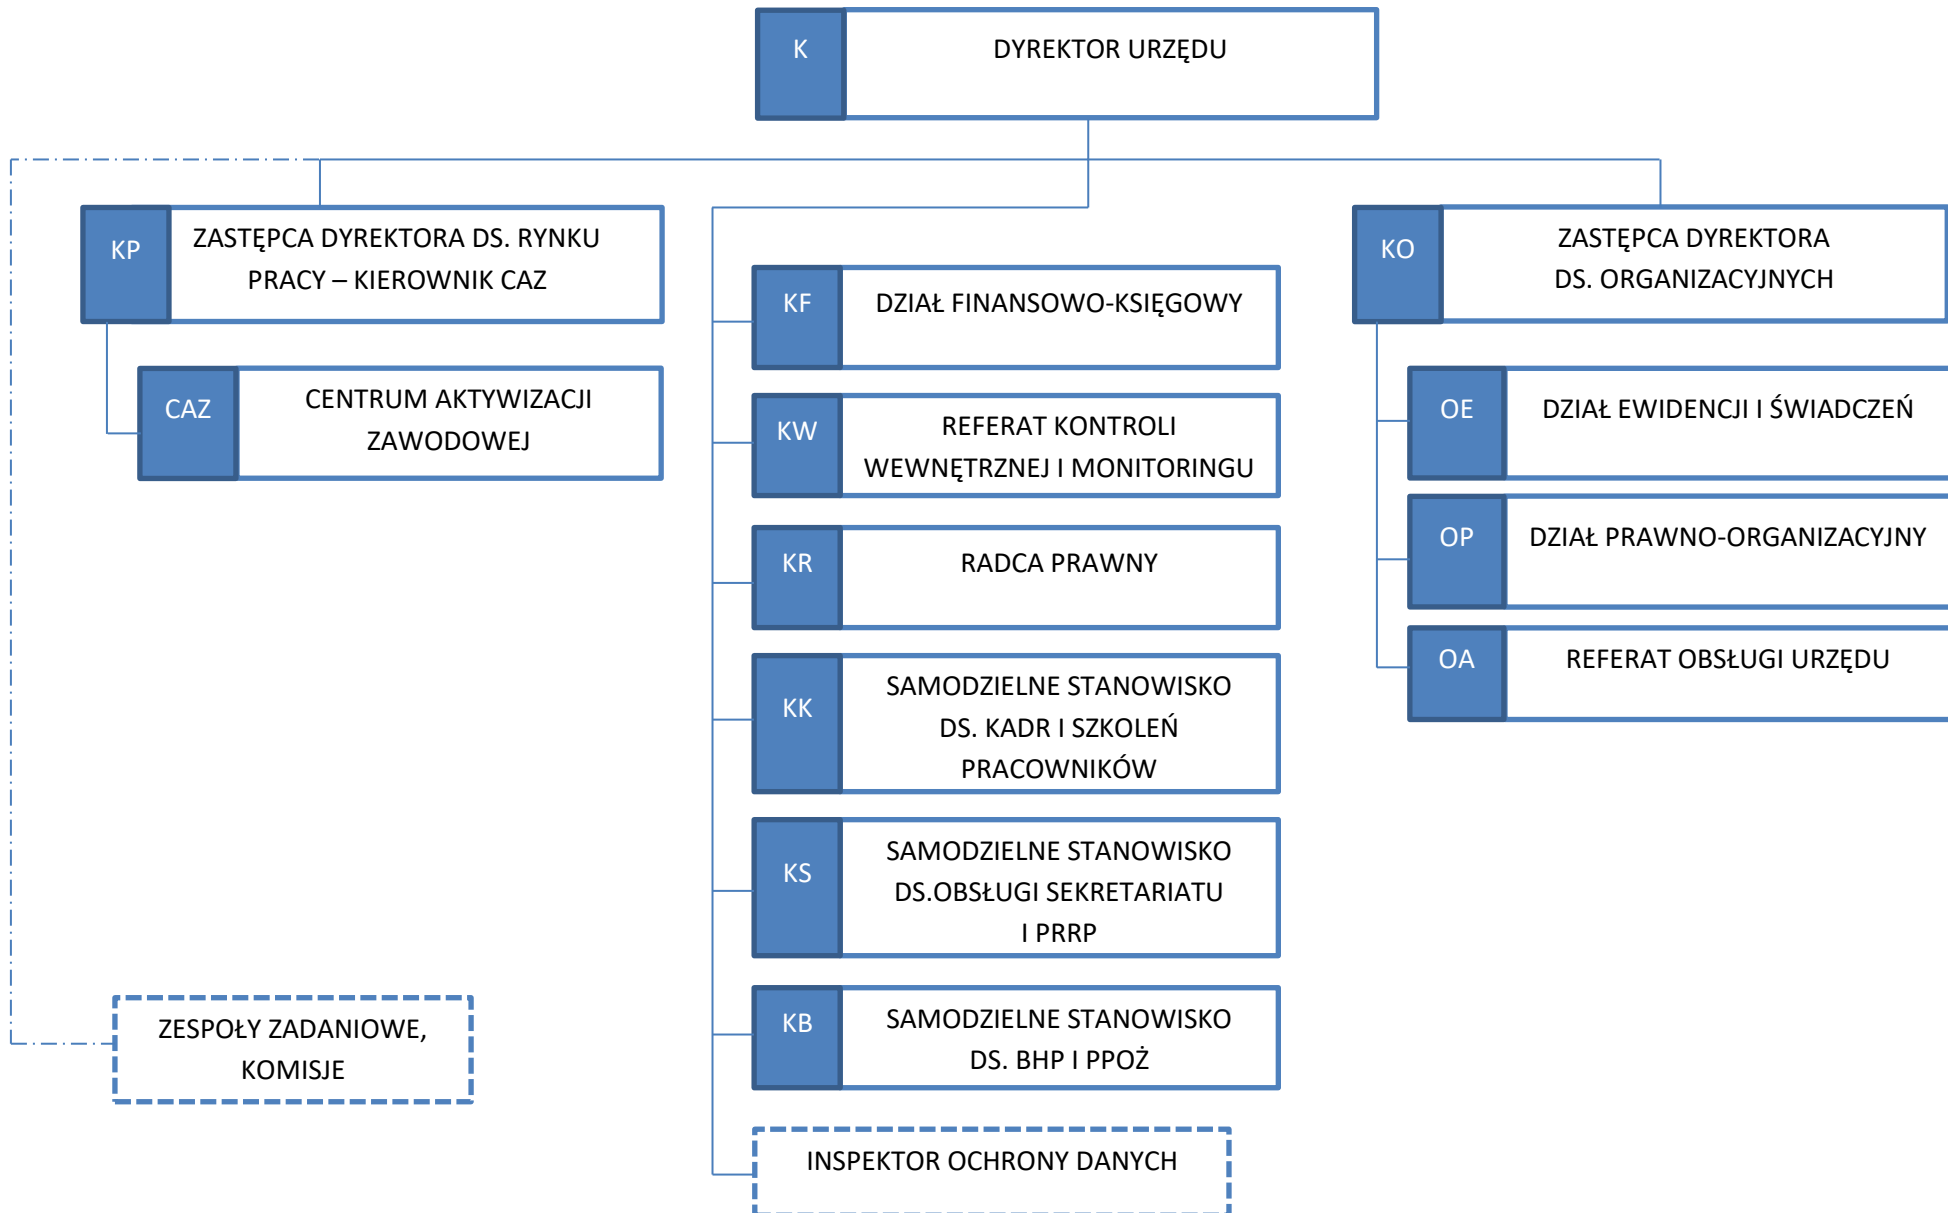 K
DYREKTOR URZĘDU
KP
ZASTĘPCA DYREKTORA DS. RYNKU
PRACY – KIEROWNIK CAZ
CAZ
CENTRUM AKTYWIZACJI
ZAWODOWEJ
ZESPOŁY ZADANIOWE,
KOMISJE
KF
DZIAŁ FINANSOWO-KSIĘGOWY
KW
REFERAT KONTROLI
WEWNĘTRZNEJ I MONITORINGU
KR
RADCA PRAWNY
KK
SAMODZIELNE STANOWISKO
DS. KADR I SZKOLEŃ
PRACOWNIKÓW
KS
SAMODZIELNE STANOWISKO
DS.OBSŁUGI SEKRETARIATU
I PRRP
KB
SAMODZIELNE STANOWISKO
DS. BHP I PPOŻ
INSPEKTOR OCHRONY DANYCH
KO
ZASTĘPCA DYREKTORA
DS. ORGANIZACYJNYCH
OE
DZIAŁ EWIDENCJI I ŚWIADCZEŃ
OP
DZIAŁ PRAWNO-ORGANIZACYJNY
OA
REFERAT OBSŁUGI URZĘDU